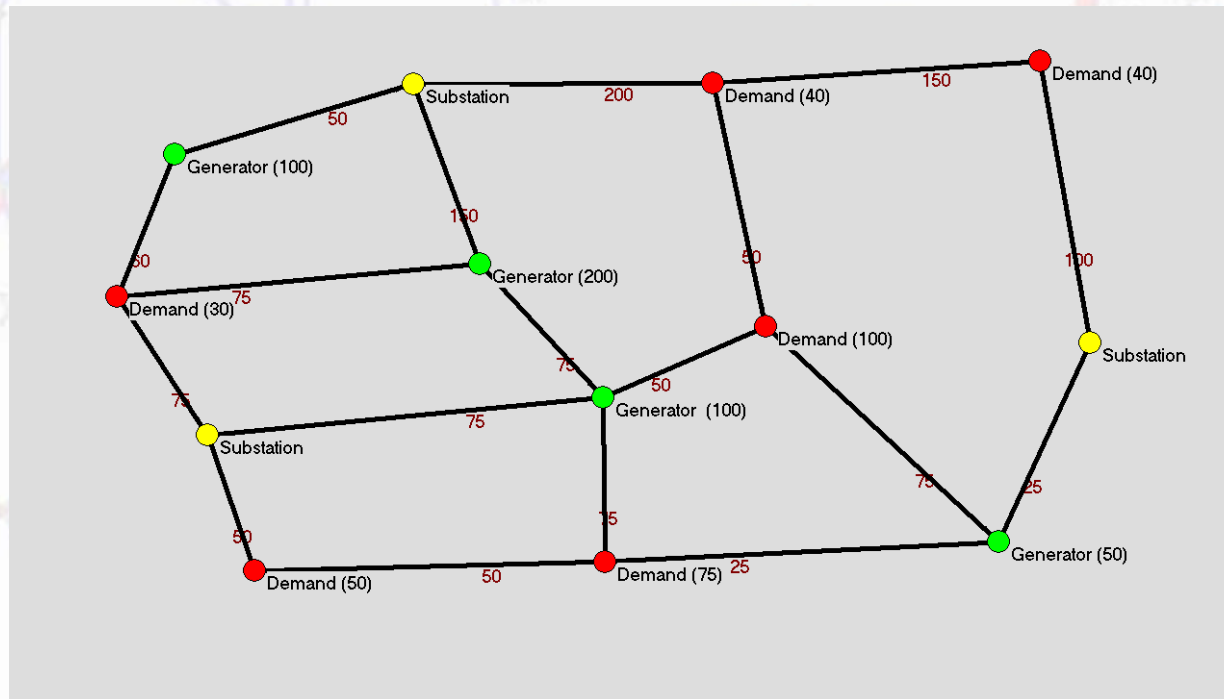 Demand (40)
150
Substation
200
Demand (40)
50
Generator (100)
150
50
100
Generator (200)
75
Demand (30)
Demand (100)
Substation
75
50
75
Generator (100)
75
Substation
75
25
75
50
Generator (50)
25
50
Demand (75)
Demand (50)